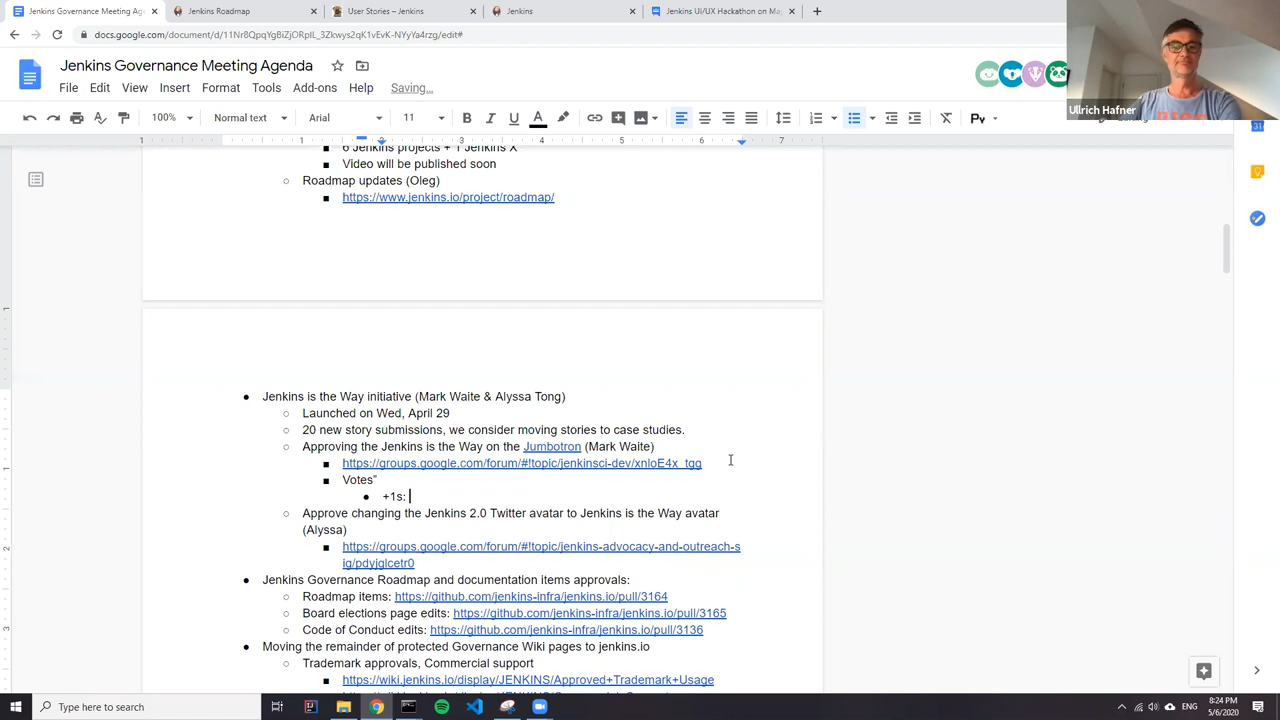 Jenkins Governance Meeting Age
Jenkins Roadmap
User Stories – Jenkins
Jenkins
Jenkins UI/UX Hackathon on Ma
docs.google.com/document/d/11Nr8QpqYgBiZjORplL_3Zkwys2qK1vEvK-NYyYa4rzg/edit#
Jenkins Governance Meeting Agenda
File Edit View Insert Format Tools Add-ons Help Saving...
100% Normal text Arial 11
Ullrich Hafner
1 1 2 3 4 5 6 7
6 Jenkins projects + 1 Jenkins X
Video will be published soon
Roadmap updates (Oleg)
https://www.jenkins.io/project/roadmap/
Jenkins is the Way initiative (Mark Waite & Alyssa Tong)
Launched on Wed, April 29
20 new story submissions, we consider moving stories to case studies.
Approving the Jenkins is the Way on the Jumbotron (Mark Waite)
https://groups.google.com/forum/#!topic/jenkinsci-dev/xnloE4x_tgg
Votes"
+1s:
Approve changing the Jenkins 2.0 Twitter avatar to Jenkins is the Way avatar
(Alyssa)
https://groups.google.com/forum/#!topic/jenkins-advocacy-and-outreach-s
ig/pdyjglcetr0
Jenkins Governance Roadmap and documentation items approvals:
Roadmap items: https://github.com/jenkins-infra/jenkins.io/pull/3164
Board elections page edits: https://github.com/jenkins-infra/jenkins.io/pull/3165
Code of Conduct edits: https://github.com/jenkins-infra/jenkins.io/pull/3136
Moving the remainder of protected Governance Wiki pages to jenkins.io
Trademark approvals, Commercial support
https://wiki.jenkins.io/display/JENKINS/Approved+Trademark+Usage
Type here to search
ENG
8:24 PM
5/6/2020